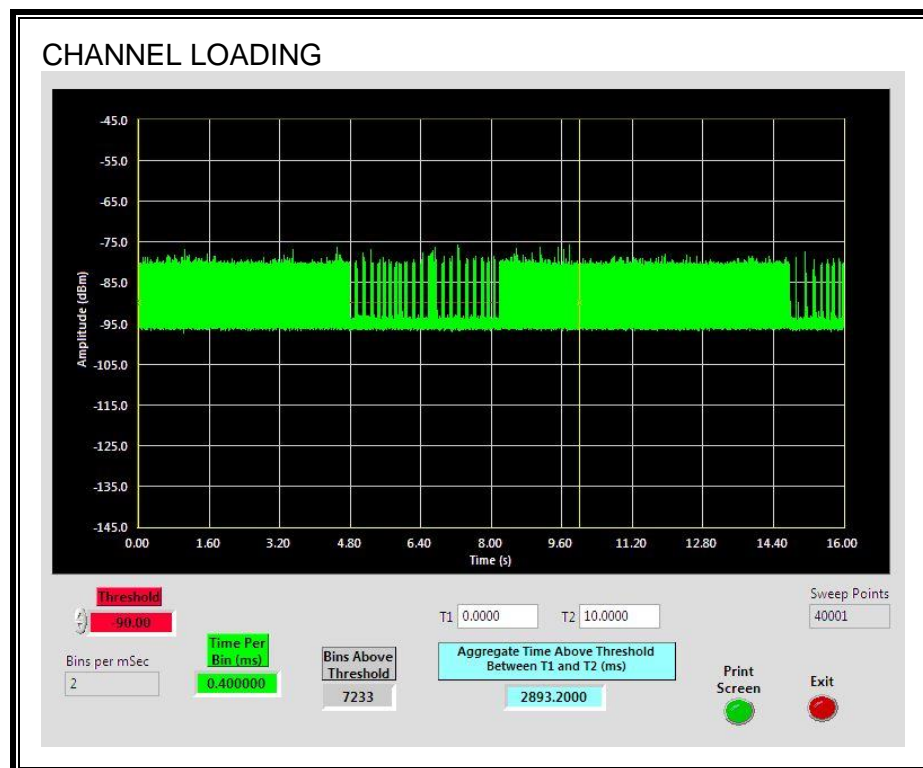 CHANNEL LOADING
-45.0
-55.0
-65.0
-75.0
-85.0
-95.0
-105.0
-115.0
-125.0
-135.0
-145.0
Amplitude (dBm)
0.00 1.60 3.20 4.80 6.40 8.00 9.60 11.20 12.80 14.40 16.00
Time (s)
Threshold
-90.00
Bins per mSec
2
Time Per
Bin (ms)
0.400000
Bins Above
Threshold
7233
T1 0.0000 T2 10.0000
Aggregate Time Above Threshold
Between T1 and T2 (ms)
2893.2000
Sweep Points
40001
Print
Screen
Exit